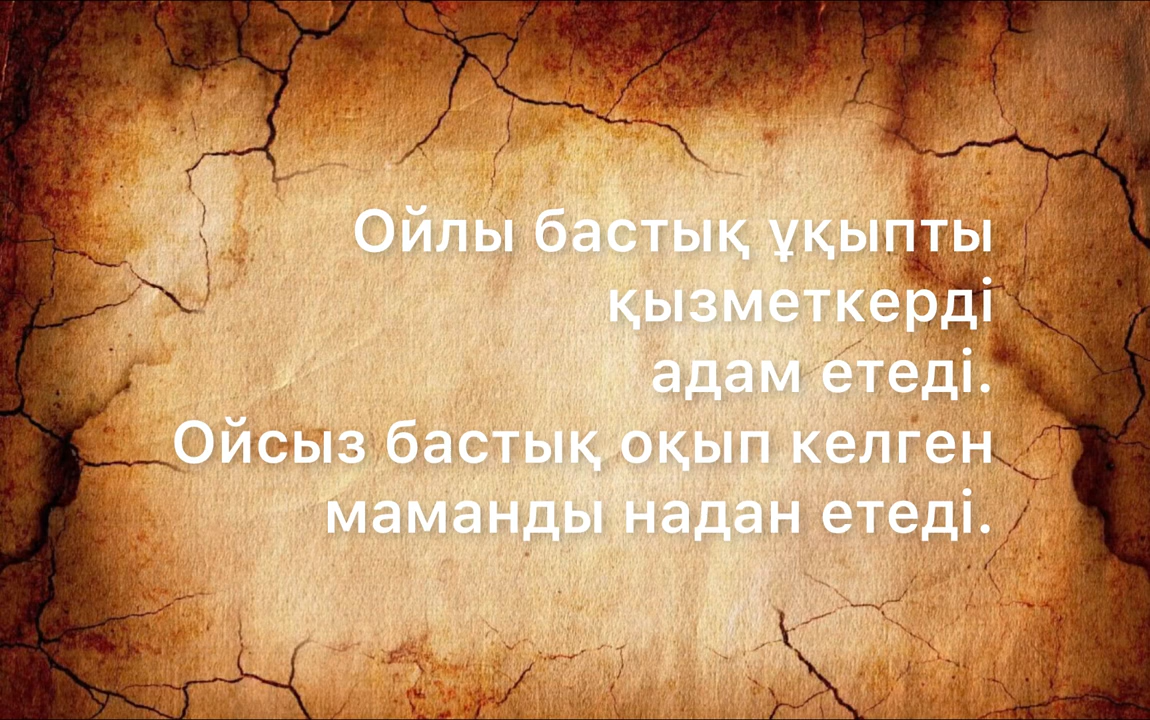 Ойлы бастық ұқыпты
қызметкерді
адам етеді.
Ойсыз бастық оқып келген
маманды надан етеді.